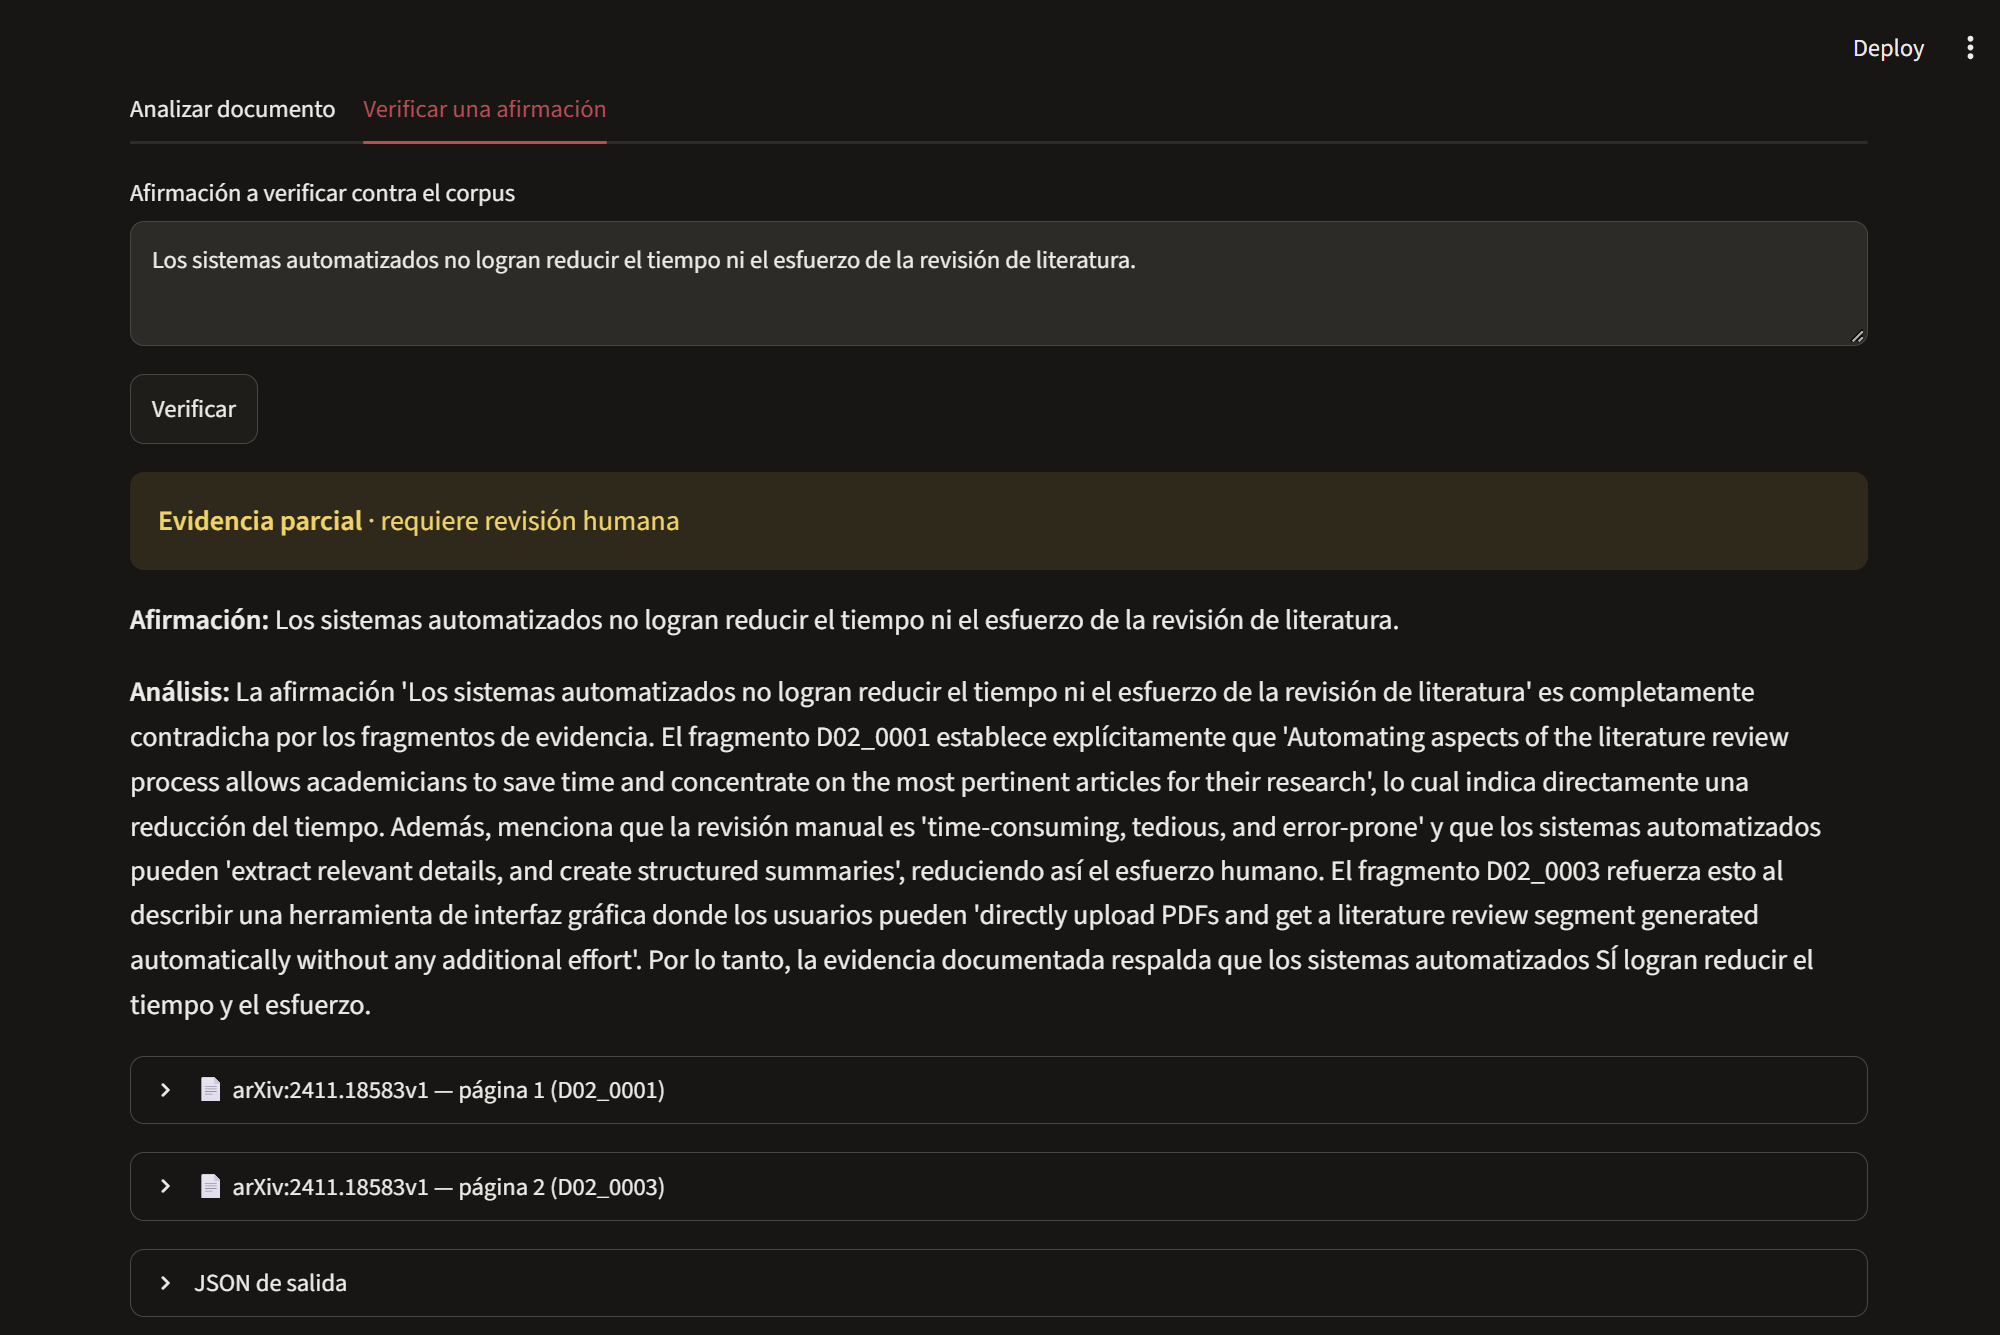 Deploy
Analizar documento
Verificar una afirmación
Afirmación a verificar contra el corpus
Los sistemas automatizados no logran reducir el tiempo ni el esfuerzo de la revisión de literatura.
Verificar
Evidencia parcial · requiere revisión humana
Afirmación: Los sistemas automatizados no logran reducir el tiempo ni el esfuerzo de la revisión de literatura.
Análisis: La afirmación 'Los sistemas automatizados no logran reducir el tiempo ni el esfuerzo de la revisión de literatura' es completamente
contradicha por los fragmentos de evidencia. El fragmento D02_0001 establece explícitamente que 'Automating aspects of the literature review
process allows academicians to save time and concentrate on the most pertinent articles for their research', lo cual indica directamente una
reducción del tiempo. Además, menciona que la revisión manual es 'time-consuming, tedious, and error-prone' y que los sistemas automatizados
pueden 'extract relevant details, and create structured summaries', reduciendo así el esfuerzo humano. El fragmento D02_0003 refuerza esto al
describir una herramienta de interfaz gráfica donde los usuarios pueden 'directly upload PDFs and get a literature review segment generated
automatically without any additional effort'. Por lo tanto, la evidencia documentada respalda que los sistemas automatizados SÍ logran reducir el
tiempo y el esfuerzo.
arXiv:2411.18583v1 — página 1 (D02_0001)
arXiv:2411.18583v1 — página 2 (D02_0003)
JSON de salida